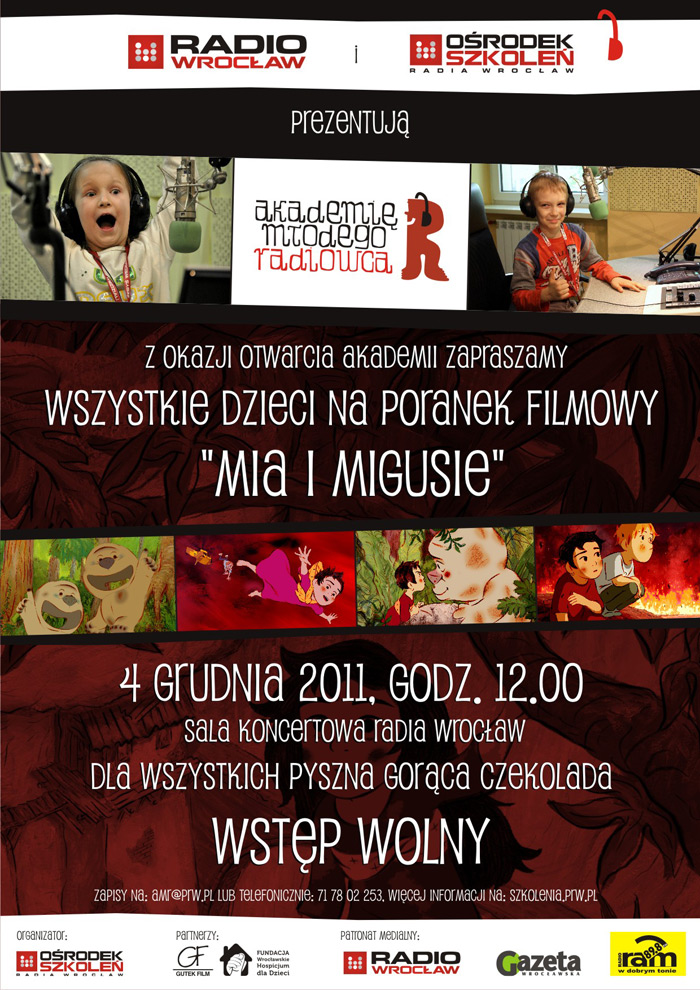 RADIO
WROCŁAW
i
OŚRODEK
SZKOLEŃ
RADIA WROCŁAW
PREZENTUJĄ
akademię
młodego
radiowca
R
Z OKAZJI OTWARCIA AKADEMII ZAPRASZAMY
WSZYSTKIE DZIECI NA PORANEK FILMOWY
"MIA I MIGUSIE"
4 GRUDNIA 2011, GODZ. 12.00
SALA KONCERTOWA RADIA WROCŁAW
DLA WSZYSTKICH PYSZNA GORĄCA CZEKOLADA
WSTĘP WOLNY
ZAPISY NA: AMR@PRW.PL LUB TELEFONICZNIE: 71 78 02 253, WIĘCEJ INFORMACJI NA: SZKOLENIA.PRW.PL
ORGANIZATOR:
OŚRODEK
SZKOLEŃ
RADIA WROCŁAW
PARTNERZY:
GF
GUTEK FILM
FUNDACJA
Wrocławskie
Hospicjum
dla Dzieci
PATRONAT MEDIALNY:
RADIO
WROCŁAW
Gazeta
WROCŁAWSKA
RADIO
ram
89.8
w dobrym tonie